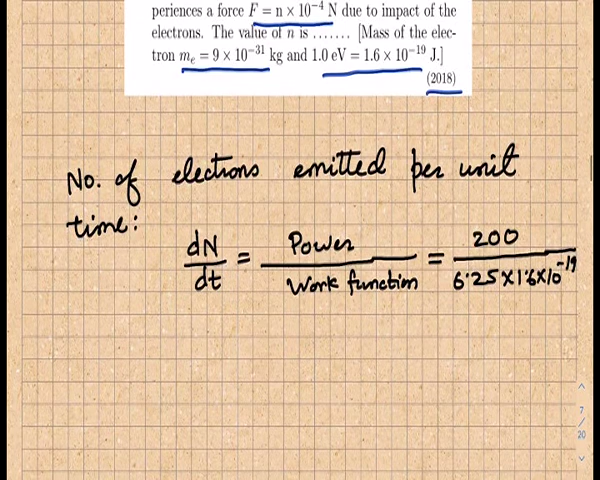 periences a force F = n × 10⁻⁴ N due to impact of the
electrons. The value of n is ....... [Mass of the elec-
tron mₑ = 9 × 10⁻³¹ kg and 1.0 eV = 1.6 × 10⁻¹⁹ J.]
(2018)
No. of electrons emitted per unit
time:
dN/dt = Power/Work function = 200/6.25×1.6×10⁻¹⁹
7
/
20